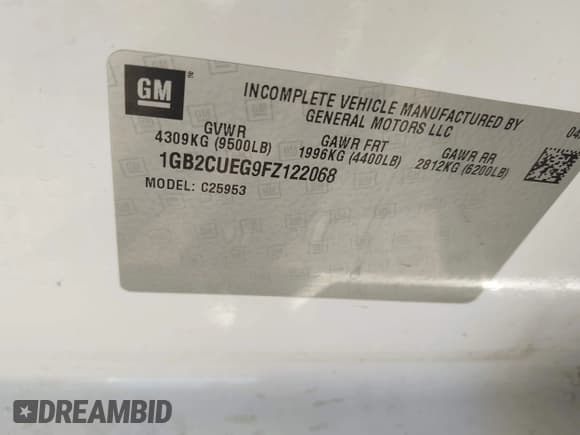 GM
®
INCOMPLETE VEHICLE MANUFACTURED BY
GENERAL MOTORS LLC
04
GVWR GAWR FRT GAWR RR
4309KG (9500LB) 1996KG (4400LB) 2812KG (6200LB)
1GB2CUEG9FZ122068
MODEL: C25953
DREAMBID